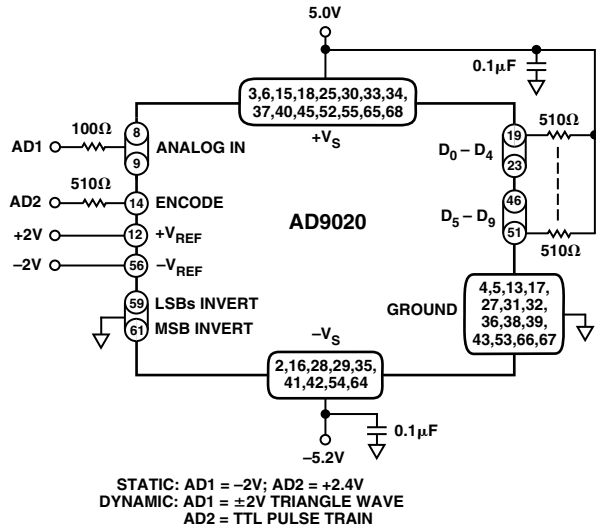 5.0V
0.1µF
3,6,15,18,25,30,33,34,
37,40,45,52,55,65,68
+VS
100Ω
AD1
8
9
ANALOG IN
510Ω
AD2
14
ENCODE
+2V
12
+VREF
–2V
56
–VREF
59
LSBs INVERT
61
MSB INVERT
AD9020
D0 – D4
19
23
510Ω
D5 – D9
46
51
510Ω
GROUND
4,5,13,17,
27,31,32,
36,38,39,
43,53,66,67
–VS
2,16,28,29,35,
41,42,54,64
0.1µF
–5.2V
STATIC: AD1 = –2V; AD2 = +2.4V
DYNAMIC: AD1 = ±2V TRIANGLE WAVE
AD2 = TTL PULSE TRAIN